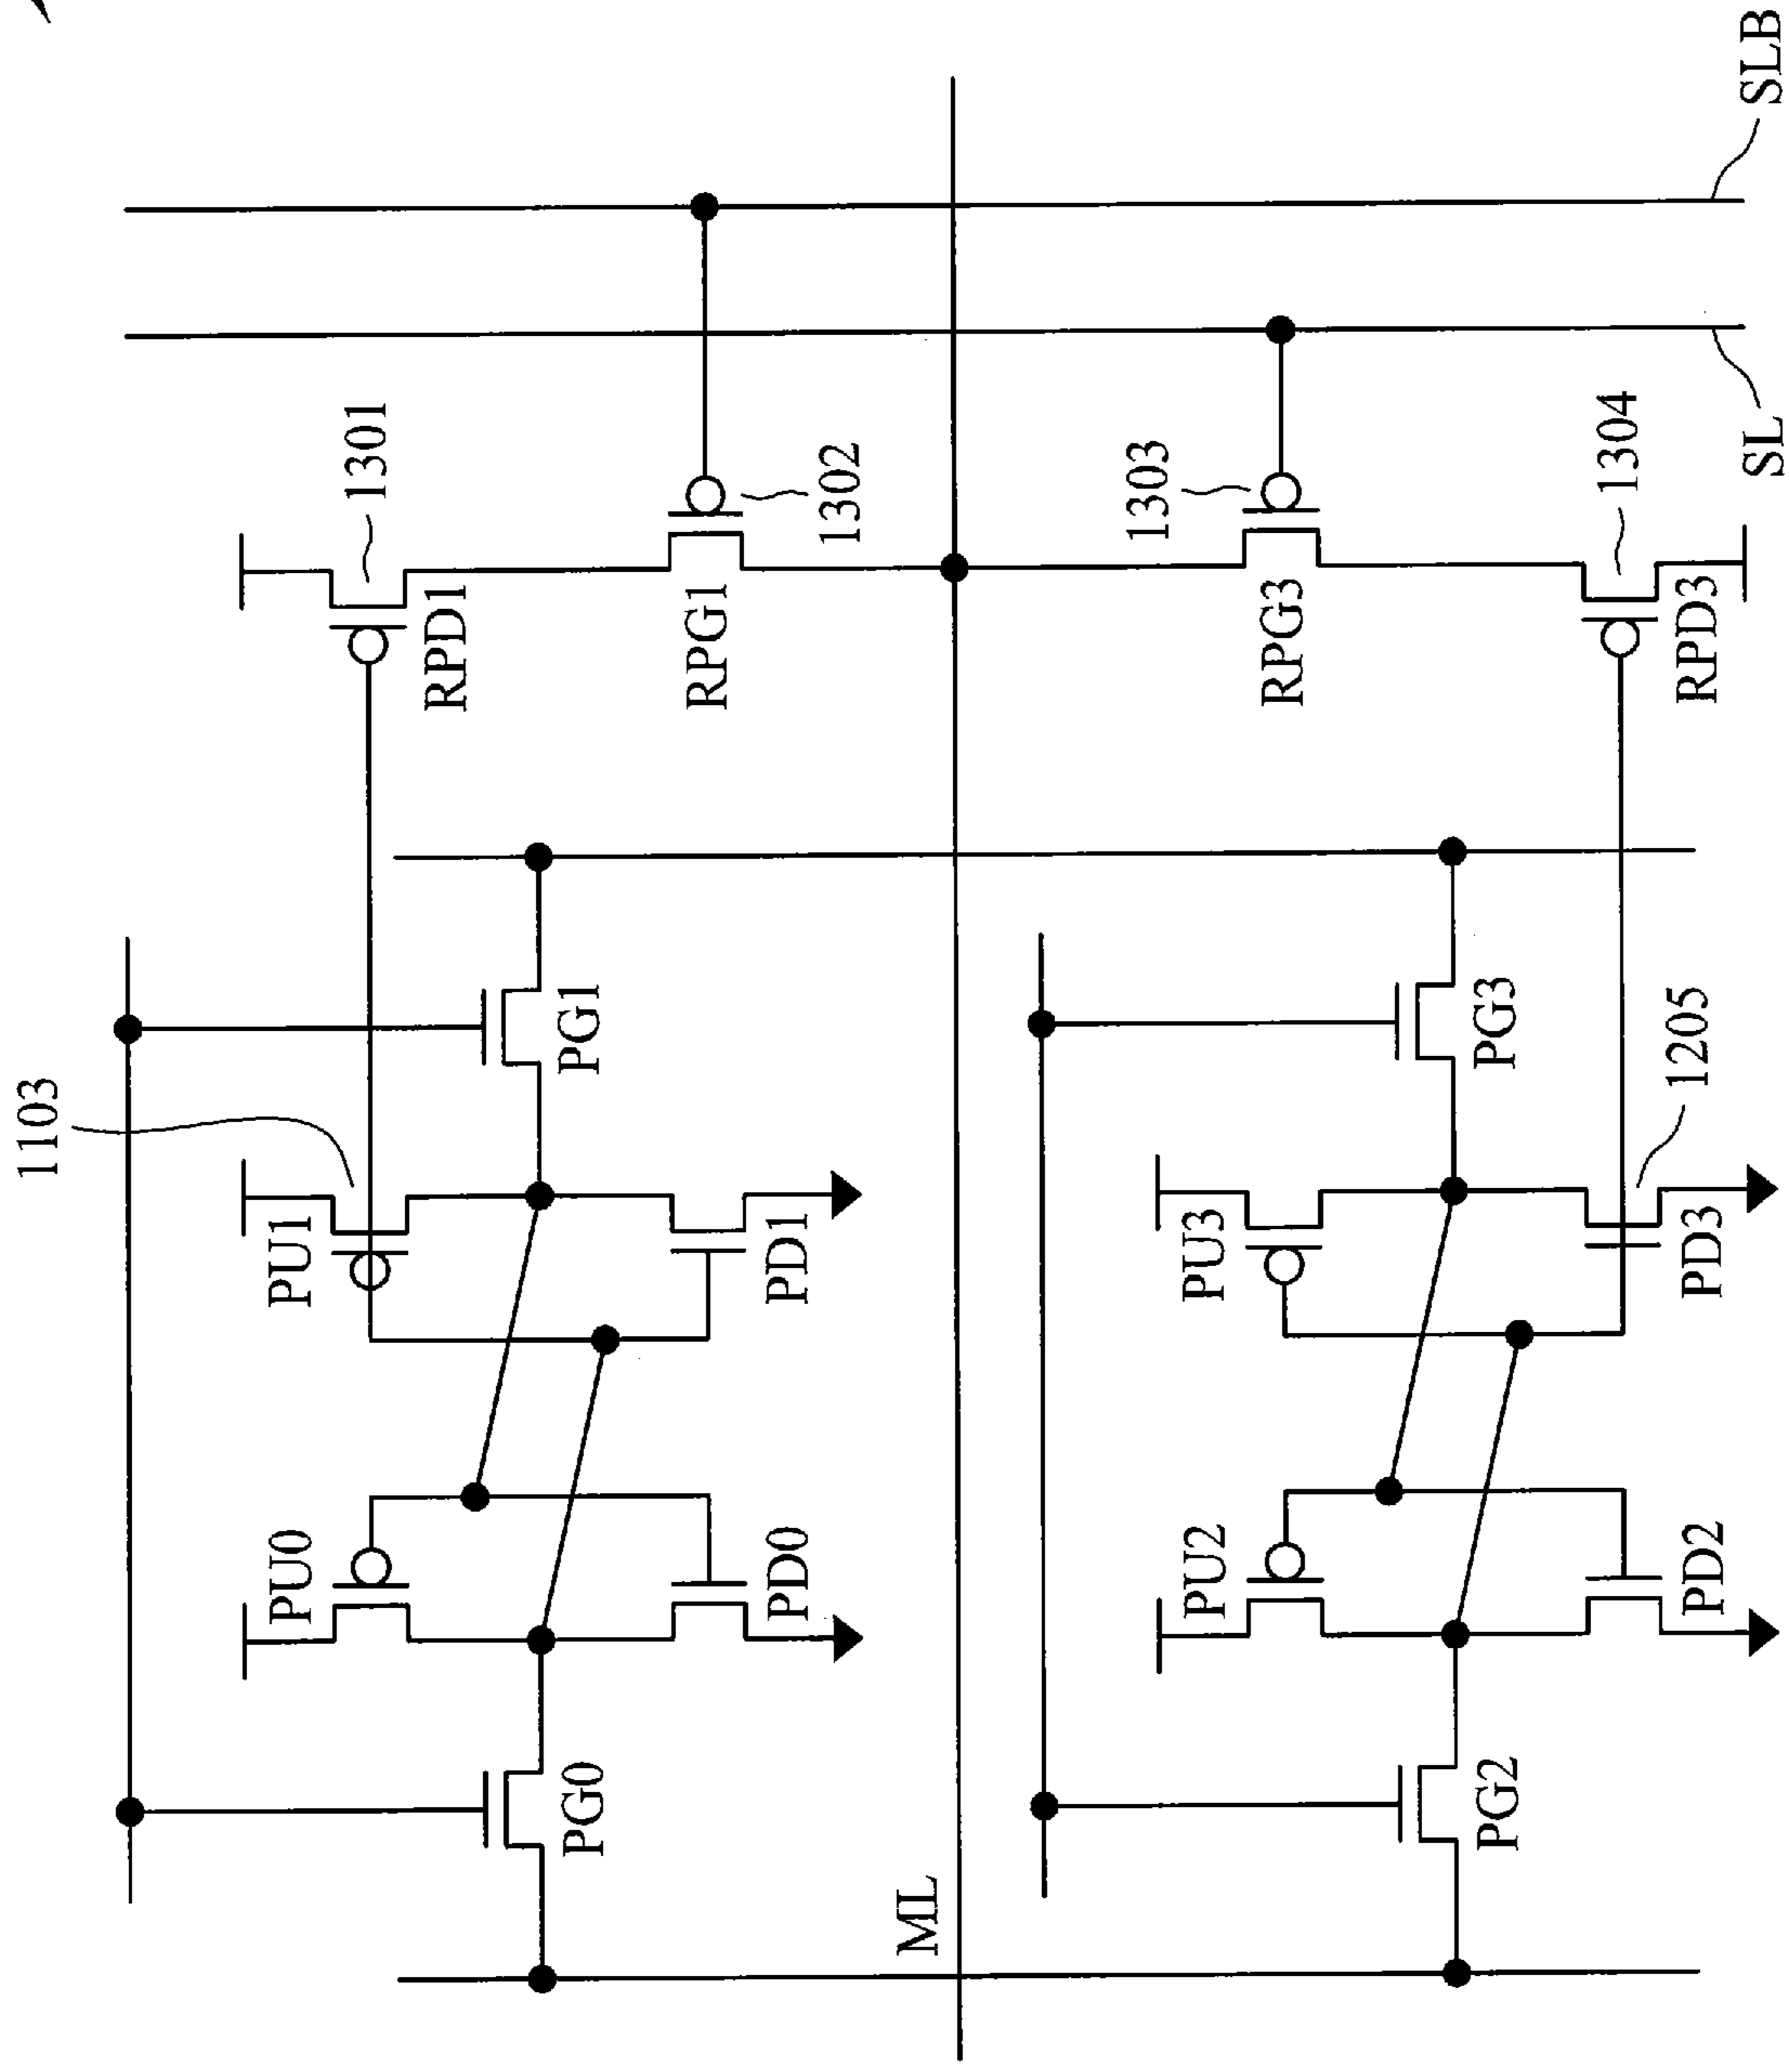 1103
PU0
PU1
PG0
PG1
PD0
PD1
RPD1
1301
RPG1
1302
ML
PU2
PU3
PG2
PG3
PD2
PD3
1205
RPG3
1303
RPD3
1304
SL
SLB